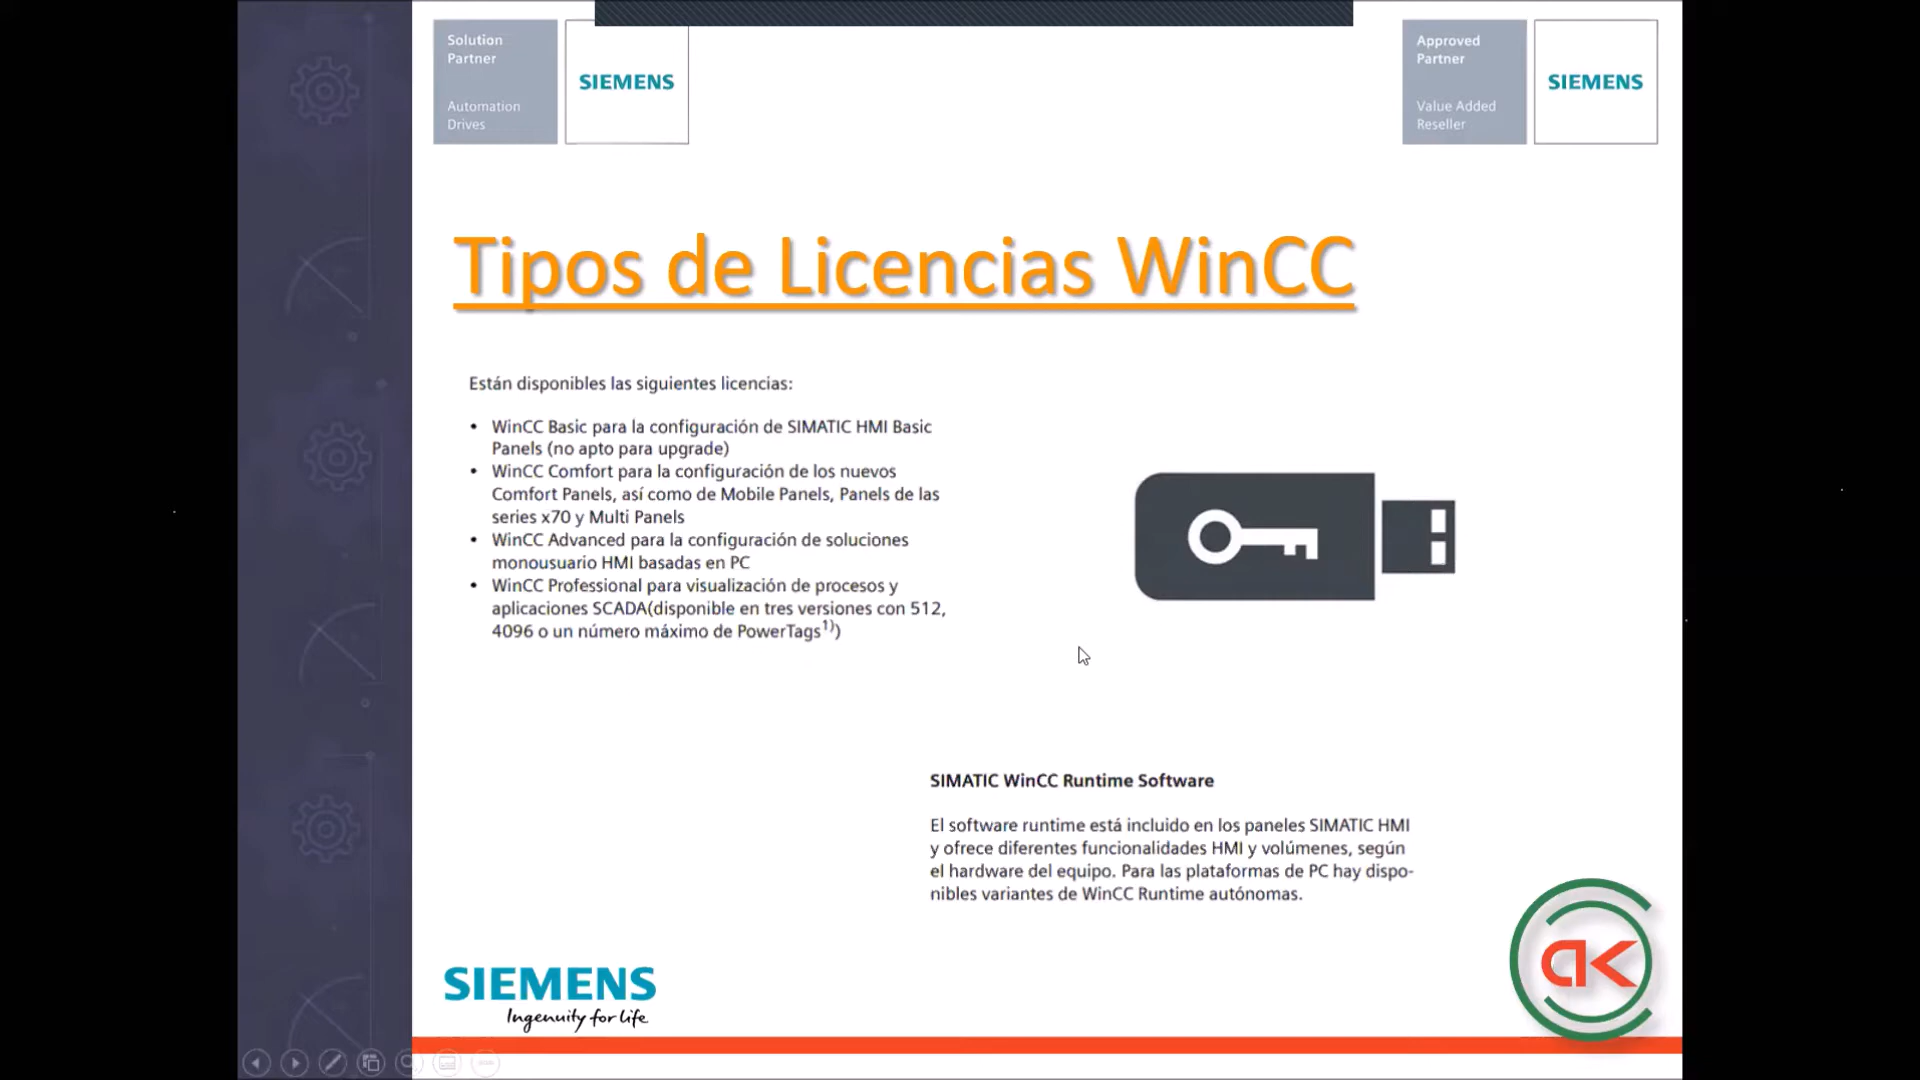 Solution
Partner
Automation
Drives
SIEMENS
Approved
Partner
Value Added
Reseller
SIEMENS
Tipos de Licencias WinCC
Están disponibles las siguientes licencias:
• WinCC Basic para la configuración de SIMATIC HMI Basic
Panels (no apto para upgrade)
• WinCC Comfort para la configuración de los nuevos
Comfort Panels, así como de Mobile Panels, Panels de las
series x70 y Multi Panels
• WinCC Advanced para la configuración de soluciones
monousuario HMI basadas en PC
• WinCC Professional para visualización de procesos y
aplicaciones SCADA(disponible en tres versiones con 512,
4096 o un número máximo de PowerTags1))
SIMATIC WinCC Runtime Software
El software runtime está incluido en los paneles SIMATIC HMI
y ofrece diferentes funcionalidades HMI y volúmenes, según
el hardware del equipo. Para las plataformas de PC hay dispo-
nibles variantes de WinCC Runtime autónomas.
SIEMENS
Ingenuity for life